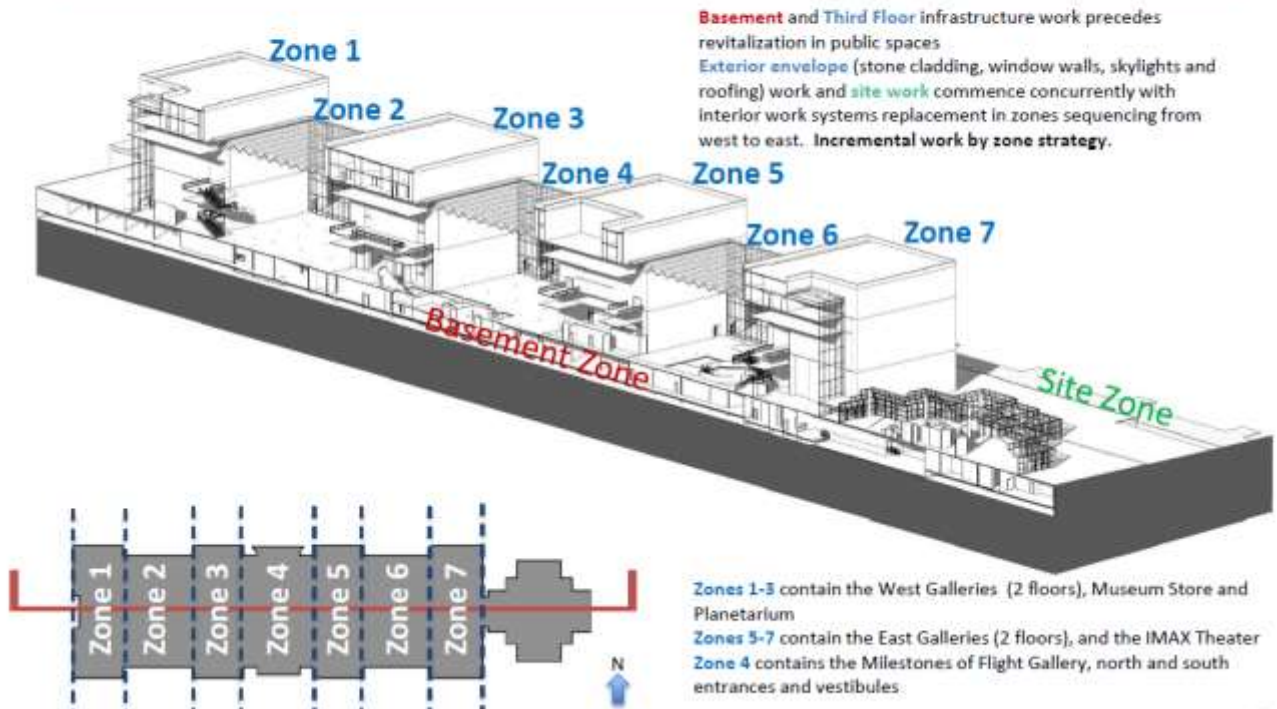 Basement and Third Floor infrastructure work precedes
revitalization in public spaces
Exterior envelope (stone cladding, window walls, skylights and
roofing) work and site work commence concurrently with
interior work systems replacement in zones sequencing from
west to east. Incremental work by zone strategy.
Zone 1
Zone 2
Zone 3
Zone 4
Zone 5
Zone 6
Zone 7
Basement Zone
Site Zone
Zone 1
Zone 2
Zone 3
Zone 4
Zone 5
Zone 6
Zone 7
N
Zones 1-3 contain the West Galleries (2 floors), Museum Store and
Planetarium
Zones 5-7 contain the East Galleries (2 floors), and the IMAX Theater
Zone 4 contains the Milestones of Flight Gallery, north and south
entrances and vestibules